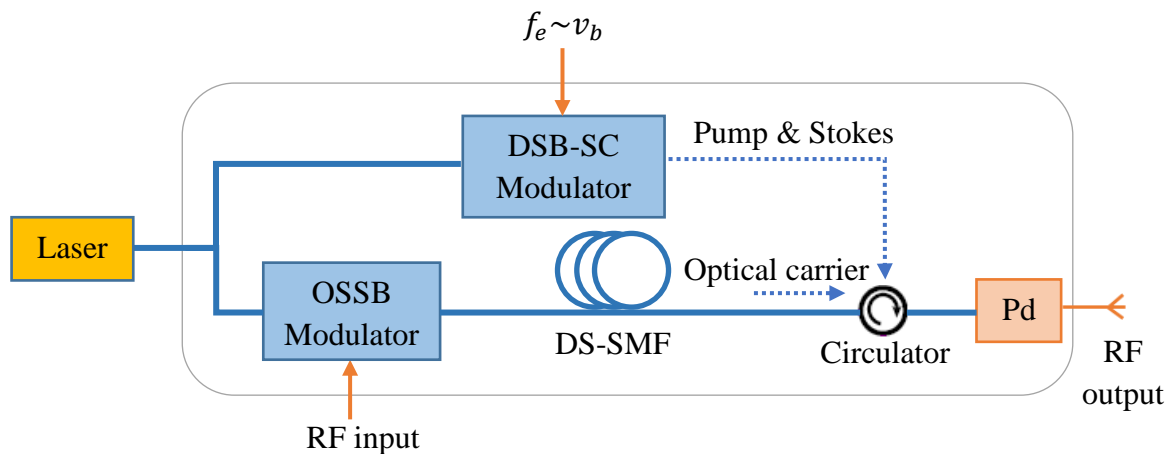 f_e~v_b
DSB-SC
Modulator
Pump & Stokes
Laser
OSSB
Modulator
DS-SMF
Optical carrier
Circulator
Pd
RF
output
RF input